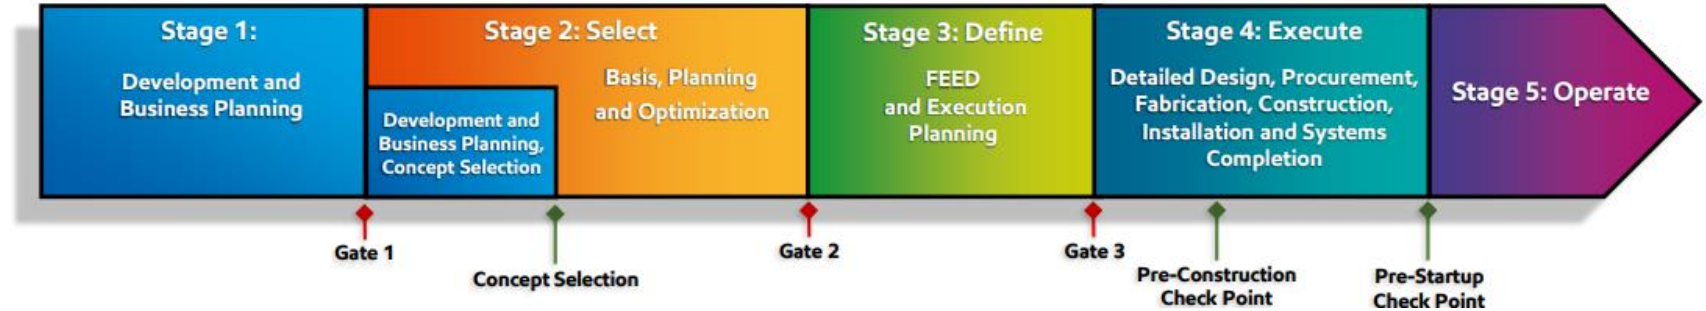 Stage 1:
Development and
Business Planning
Stage 2: Select
Development and
Business Planning,
Concept Selection
Basis, Planning
and Optimization
Stage 3: Define
FEED
and Execution
Planning
Stage 4: Execute
Detailed Design, Procurement,
Fabrication, Construction,
Installation and Systems
Completion
Stage 5: Operate
Gate 1
Concept Selection
Gate 2
Gate 3
Pre-Construction
Check Point
Pre-Startup
Check Point